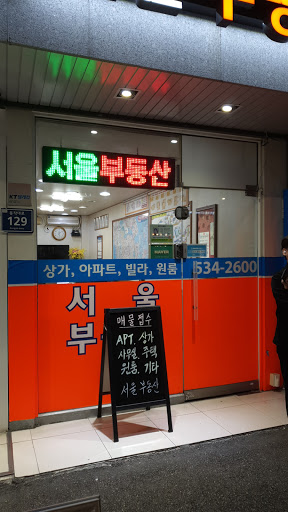 서울부동산
129
상가, 아파트, 빌라, 원룸
534-2600
서 울
부
매물접수
APT, 상가
사무실, 주택
원룸, 기타
서울 부동산